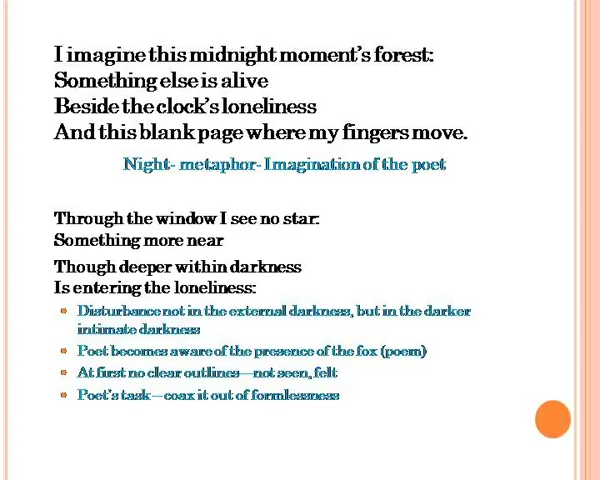 I imagine this midnight moment's forest:
Something else is alive
Beside the clock's loneliness
And this blank page where my fingers move.
Night- metaphor- Imagination of the poet
Through the window I see no star:
Something more near
Though deeper within darkness
Is entering the loneliness:
Disturbance not in the external darkness, but in the darker
intimate darkness
Poet becomes aware of the presence of the fox (poem)
At first no clear outlines—not seen, felt
Poet's task—coax it out of formlessness